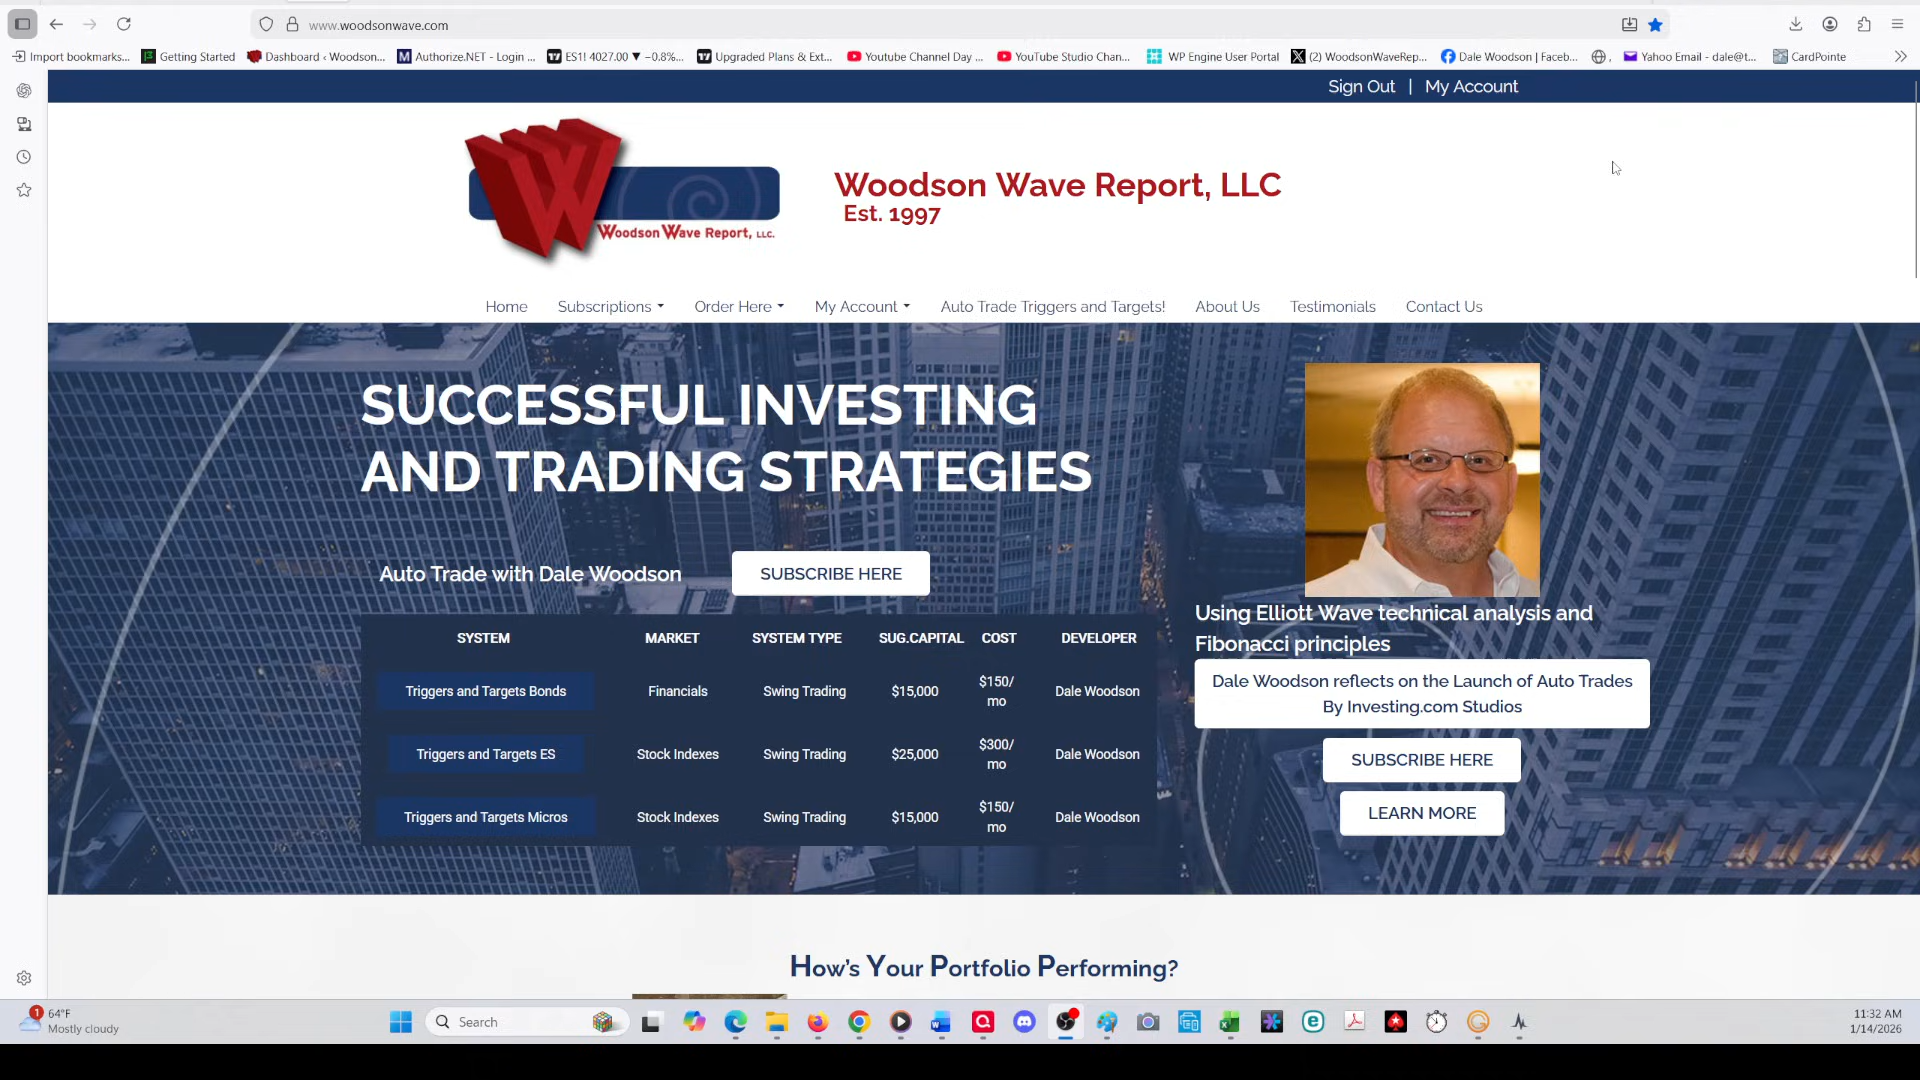 www.woodsonwave.com
Import bookmarks...
Getting Started
Dashboard ‹ Woodson...
Authorize.NET - Login ...
ES1! 4027.00 ▼ −0.8%...
Upgraded Plans & Ext...
Youtube Channel Day ...
YouTube Studio Chan...
WP Engine User Portal
(2) WoodsonWaveRep...
Dale Woodson | Faceb...
Yahoo Email - dale@t...
CardPointe
Sign Out | My Account
Woodson Wave Report, LLC.
Woodson Wave Report, LLC
Est. 1997
Home
Subscriptions
Order Here
My Account
Auto Trade Triggers and Targets!
About Us
Testimonials
Contact Us
SUCCESSFUL INVESTING
AND TRADING STRATEGIES
Auto Trade with Dale Woodson
SUBSCRIBE HERE
SYSTEM MARKET SYSTEM TYPE SUG.CAPITAL COST DEVELOPER
Triggers and Targets Bonds Financials Swing Trading $15,000 $150/
mo Dale Woodson
Triggers and Targets ES Stock Indexes Swing Trading $25,000 $300/
mo Dale Woodson
Triggers and Targets Micros Stock Indexes Swing Trading $15,000 $150/
mo Dale Woodson
Using Elliott Wave technical analysis and
Fibonacci principles
Dale Woodson reflects on the Launch of Auto Trades
By Investing.com Studios
SUBSCRIBE HERE
LEARN MORE
How's Your Portfolio Performing?
1
64°F
Mostly cloudy
Search
11:32 AM
1/14/2026